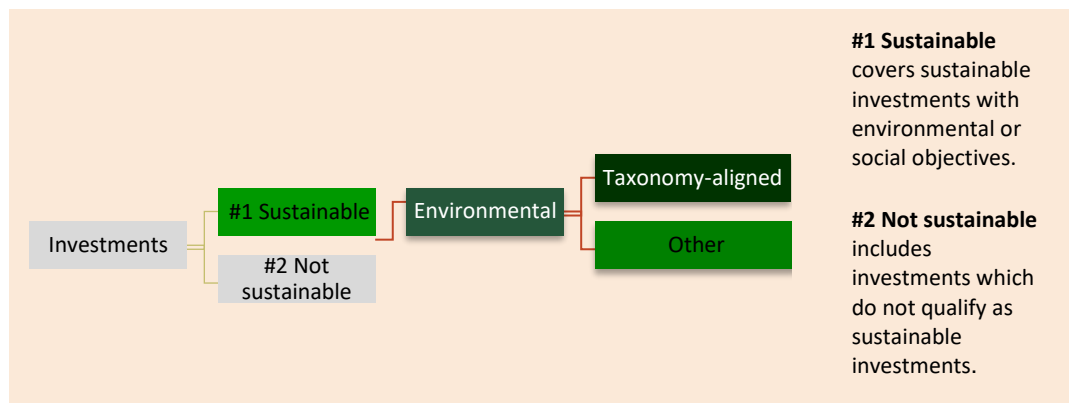 Investments
#1 Sustainable
#2 Not
sustainable
Environmental
Taxonomy-aligned
Other
#1 Sustainable
covers sustainable
investments with
environmental or
social objectives.
#2 Not sustainable
includes
investments which
do not qualify as
sustainable
investments.